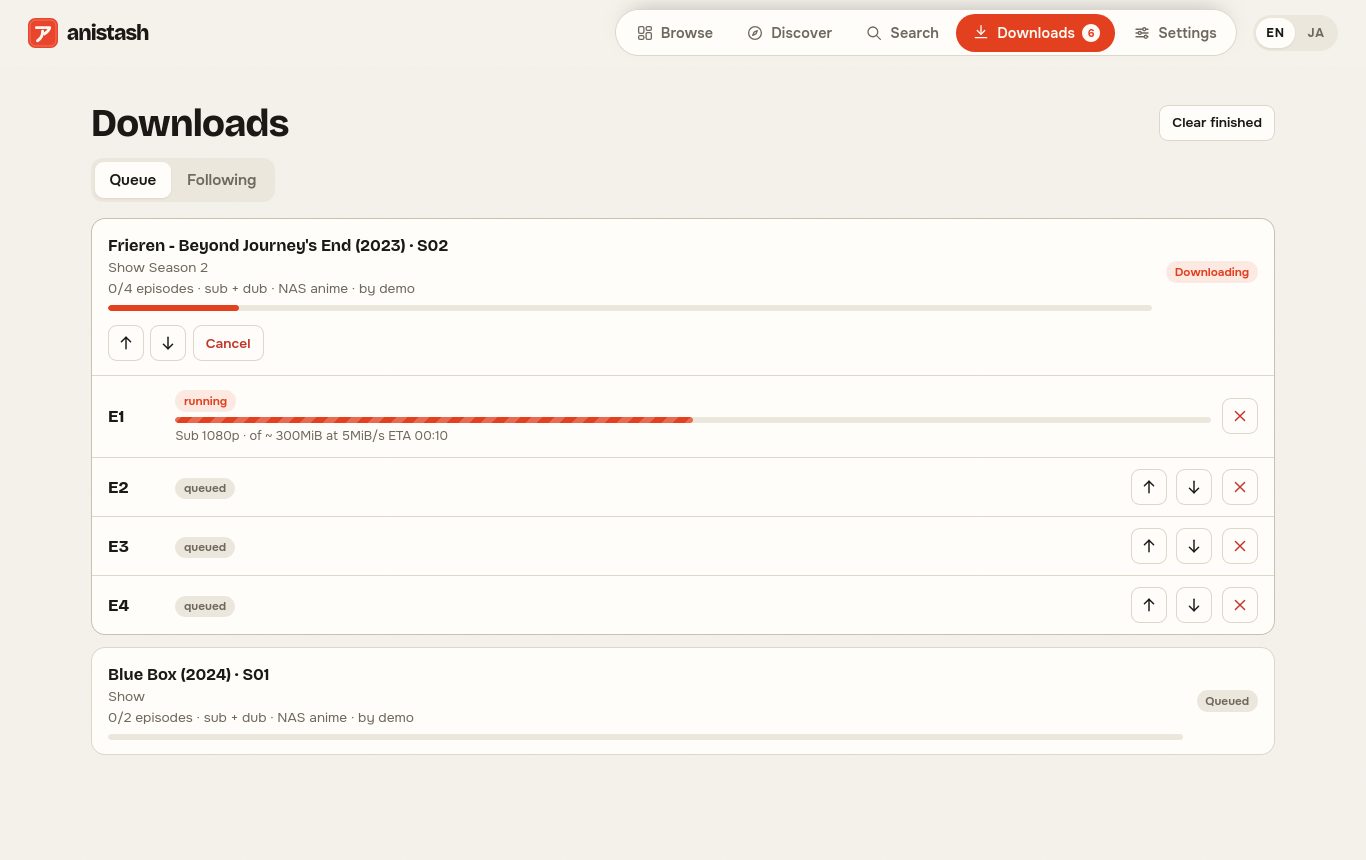 ア anistash
Browse Discover Search Downloads 6 Settings EN JA
Downloads
Clear finished
Queue Following
Frieren - Beyond Journey's End (2023) · S02
Show Season 2
Downloading
0/4 episodes · sub + dub · NAS anime · by demo
Cancel
running
E1
Sub 1080p · of ~ 300MiB at 5MiB/s ETA 00:10
E2 queued
E3 queued
E4 queued
Blue Box (2024) · S01
Show
Queued
0/2 episodes · sub + dub · NAS anime · by demo